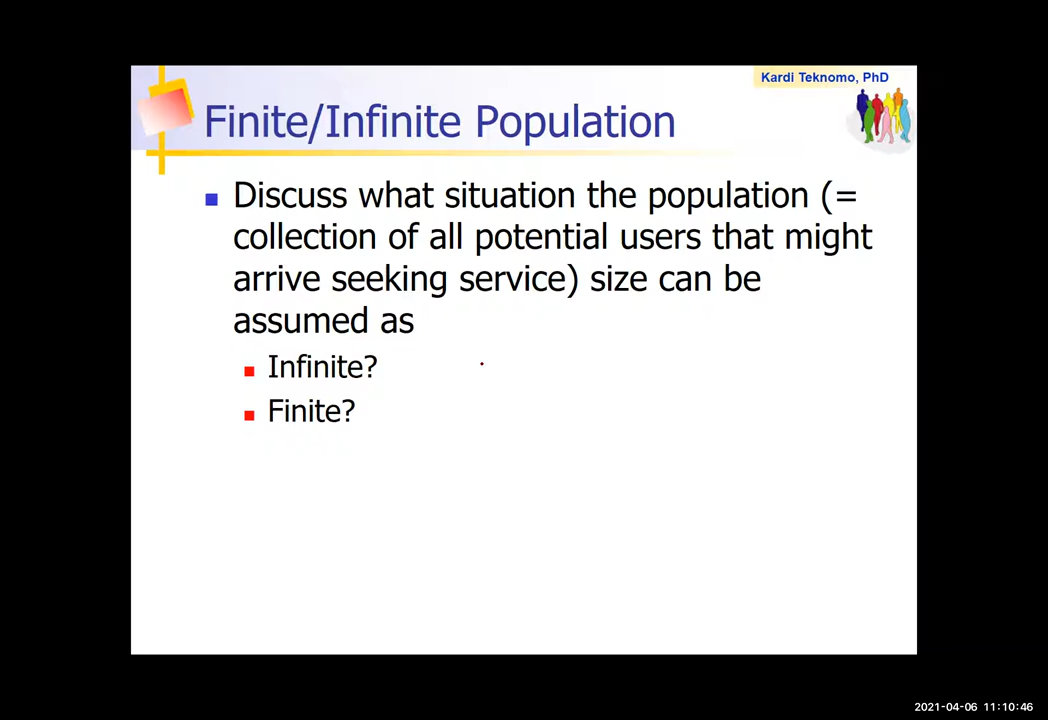 Kardi Teknomo, PhD
Finite/Infinite Population
Discuss what situation the population (=
collection of all potential users that might
arrive seeking service) size can be
assumed as
Infinite?
Finite?
2021-04-06 11:10:46